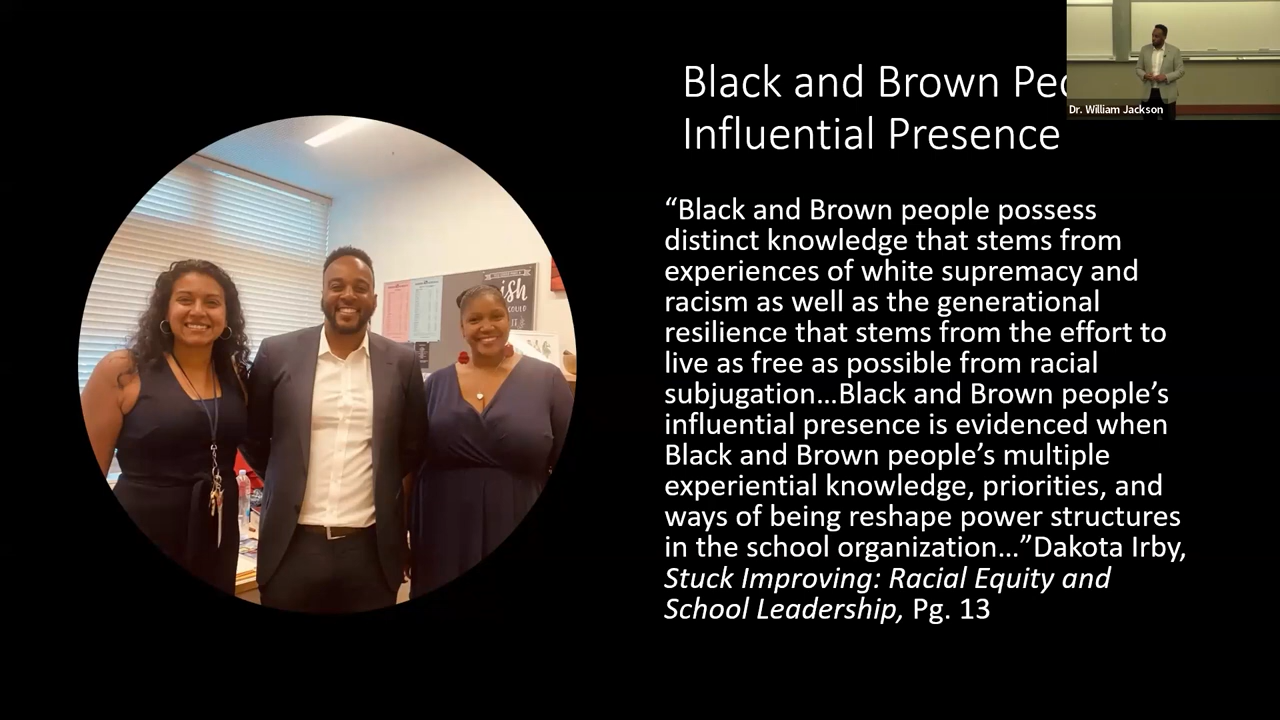 Black and Brown Peo
Influential Presence
Dr. William Jackson
“Black and Brown people possess
distinct knowledge that stems from
experiences of white supremacy and
racism as well as the generational
resilience that stems from the effort to
live as free as possible from racial
subjugation…Black and Brown people’s
influential presence is evidenced when
Black and Brown people’s multiple
experiential knowledge, priorities, and
ways of being reshape power structures
in the school organization…”Dakota Irby,
Stuck Improving: Racial Equity and
School Leadership, Pg. 13
ish
COULD
IT